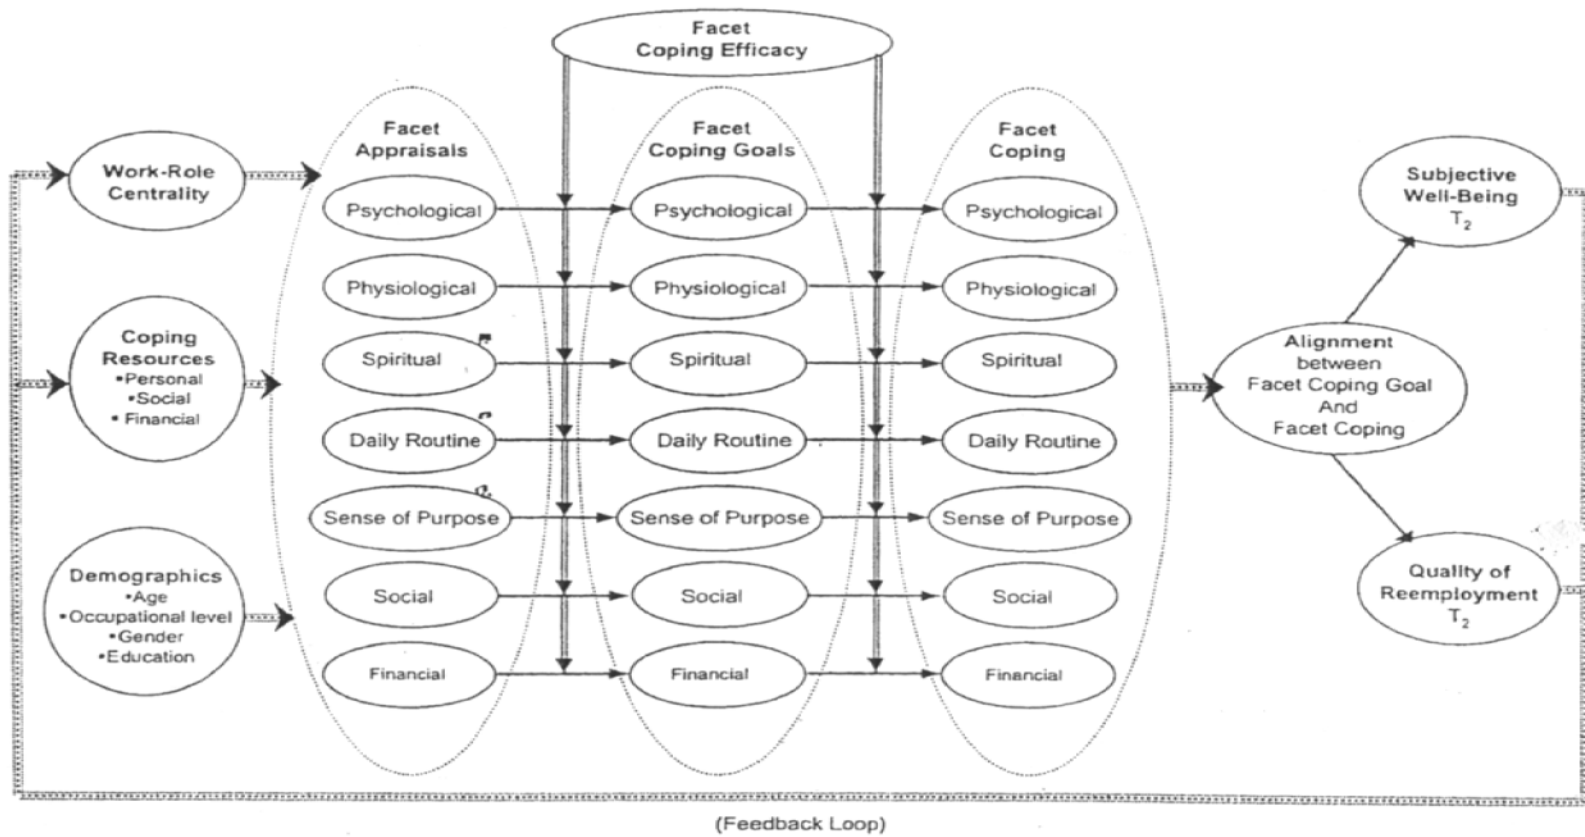 Facet
Coping Efficacy
Work-Role
Centrality
Coping
Resources
•Personal
•Social
• Financial
Demographics
•Age
•Occupational level
•Gender
•Education
Facet
Appraisals
Psychological
Physiological
Spiritual
Daily Routine
Sense of Purpose
Social
Financial
Facet
Coping Goals
Psychological
Physiological
Spiritual
Daily Routine
Sense of Purpose
Social
Financial
Facet
Coping
Psychological
Physiological
Spiritual
Daily Routine
Sense of Purpose
Social
Financial
Alignment
between
Facet Coping Goal
And
Facet Coping
Subjective
Well-Being
T2
Quality of
Reemployment
T2
(Feedback Loop)